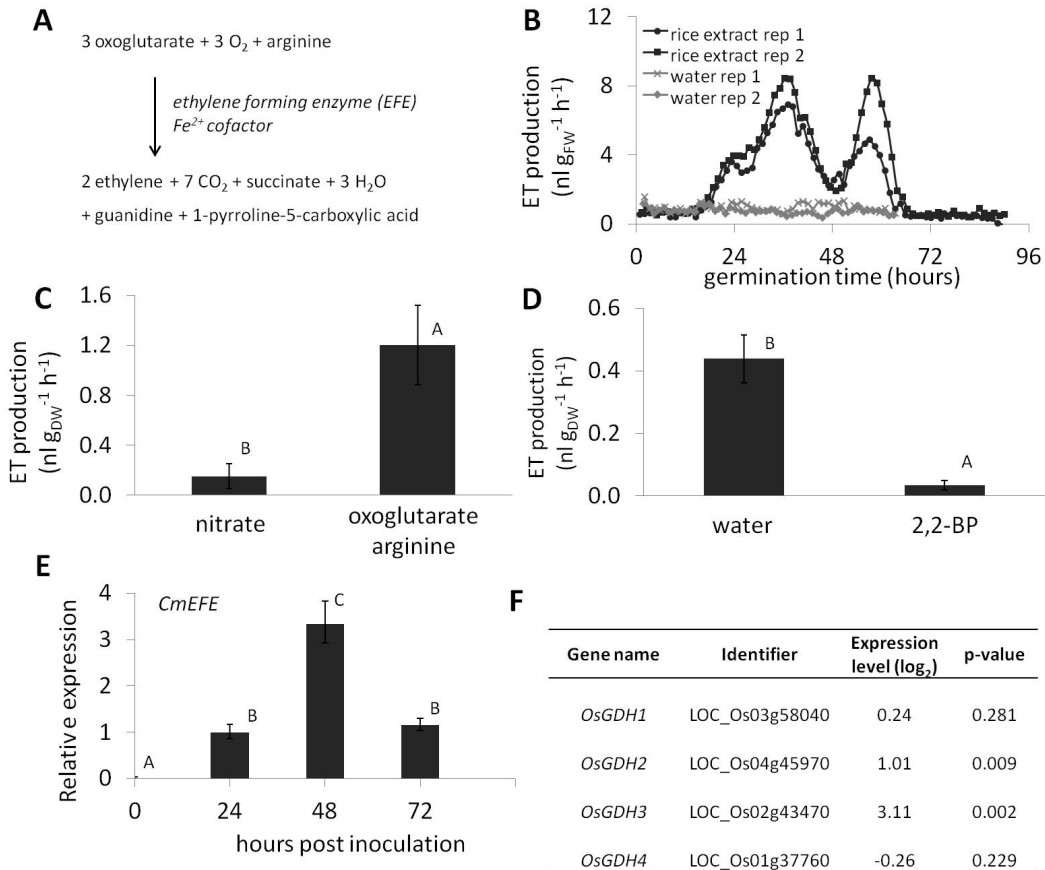 A
3 oxoglutarate + 3 O₂ + arginine
ethylene forming enzyme (EFE)
Fe²⁺ cofactor
2 ethylene + 7 CO₂ + succinate + 3 H₂O
+ guanidine + 1-pyrroline-5-carboxylic acid
B
ET production
(nl g_FW⁻¹ h⁻¹)
12
8
4
0
rice extract rep 1
rice extract rep 2
water rep 1
water rep 2
0 24 48 72 96
germination time (hours)
C
ET production
(nl g_DW⁻¹ h⁻¹)
1.6
1.2
0.8
0.4
0.0
B
A
nitrate
oxoglutarate
arginine
D
ET production
(nl g_DW⁻¹ h⁻¹)
0.6
0.4
0.2
0.0
B
A
water
2,2-BP
E
Relative expression
CmEFE
4
3
2
1
0
A
B
C
B
0 24 48 72
hours post inoculation
F
Gene name Identifier Expression level (log₂) p-value
OsGDH1 LOC_Os03g58040 0.24 0.281
OsGDH2 LOC_Os04g45970 1.01 0.009
OsGDH3 LOC_Os02g43470 3.11 0.002
OsGDH4 LOC_Os01g37760 -0.26 0.229